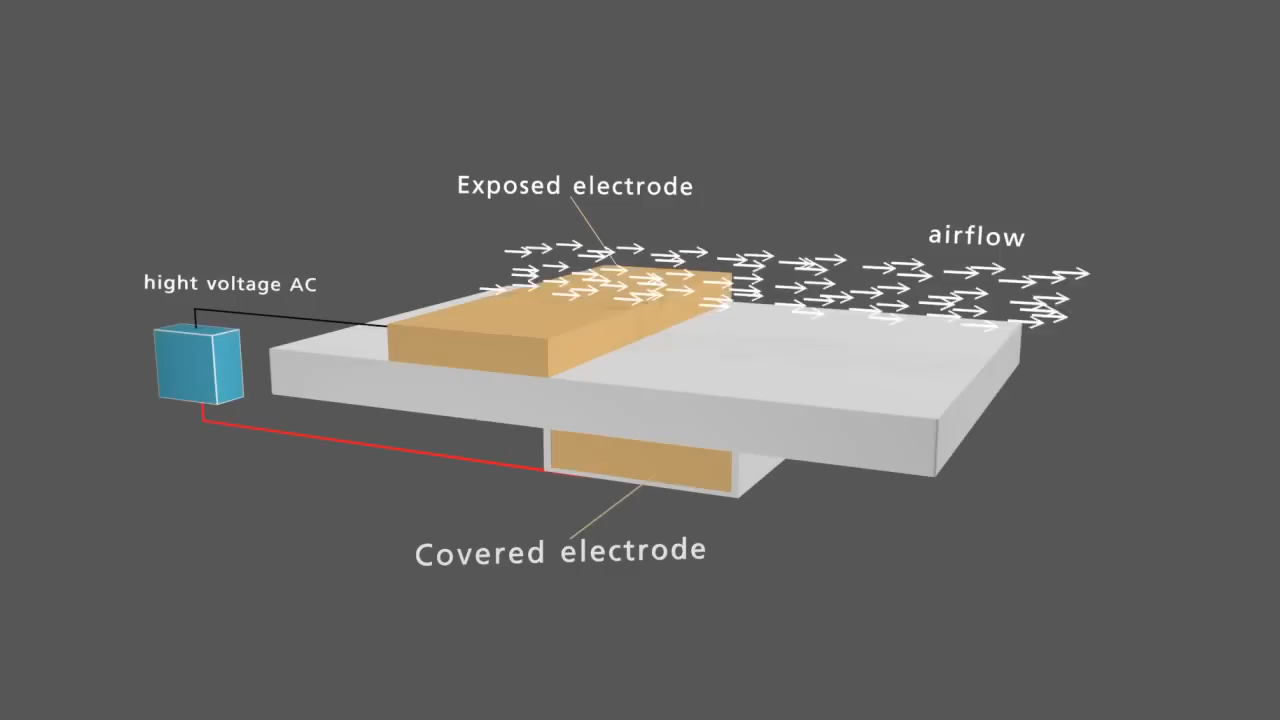 Exposed electrode
airflow
hight voltage AC
Covered electrode